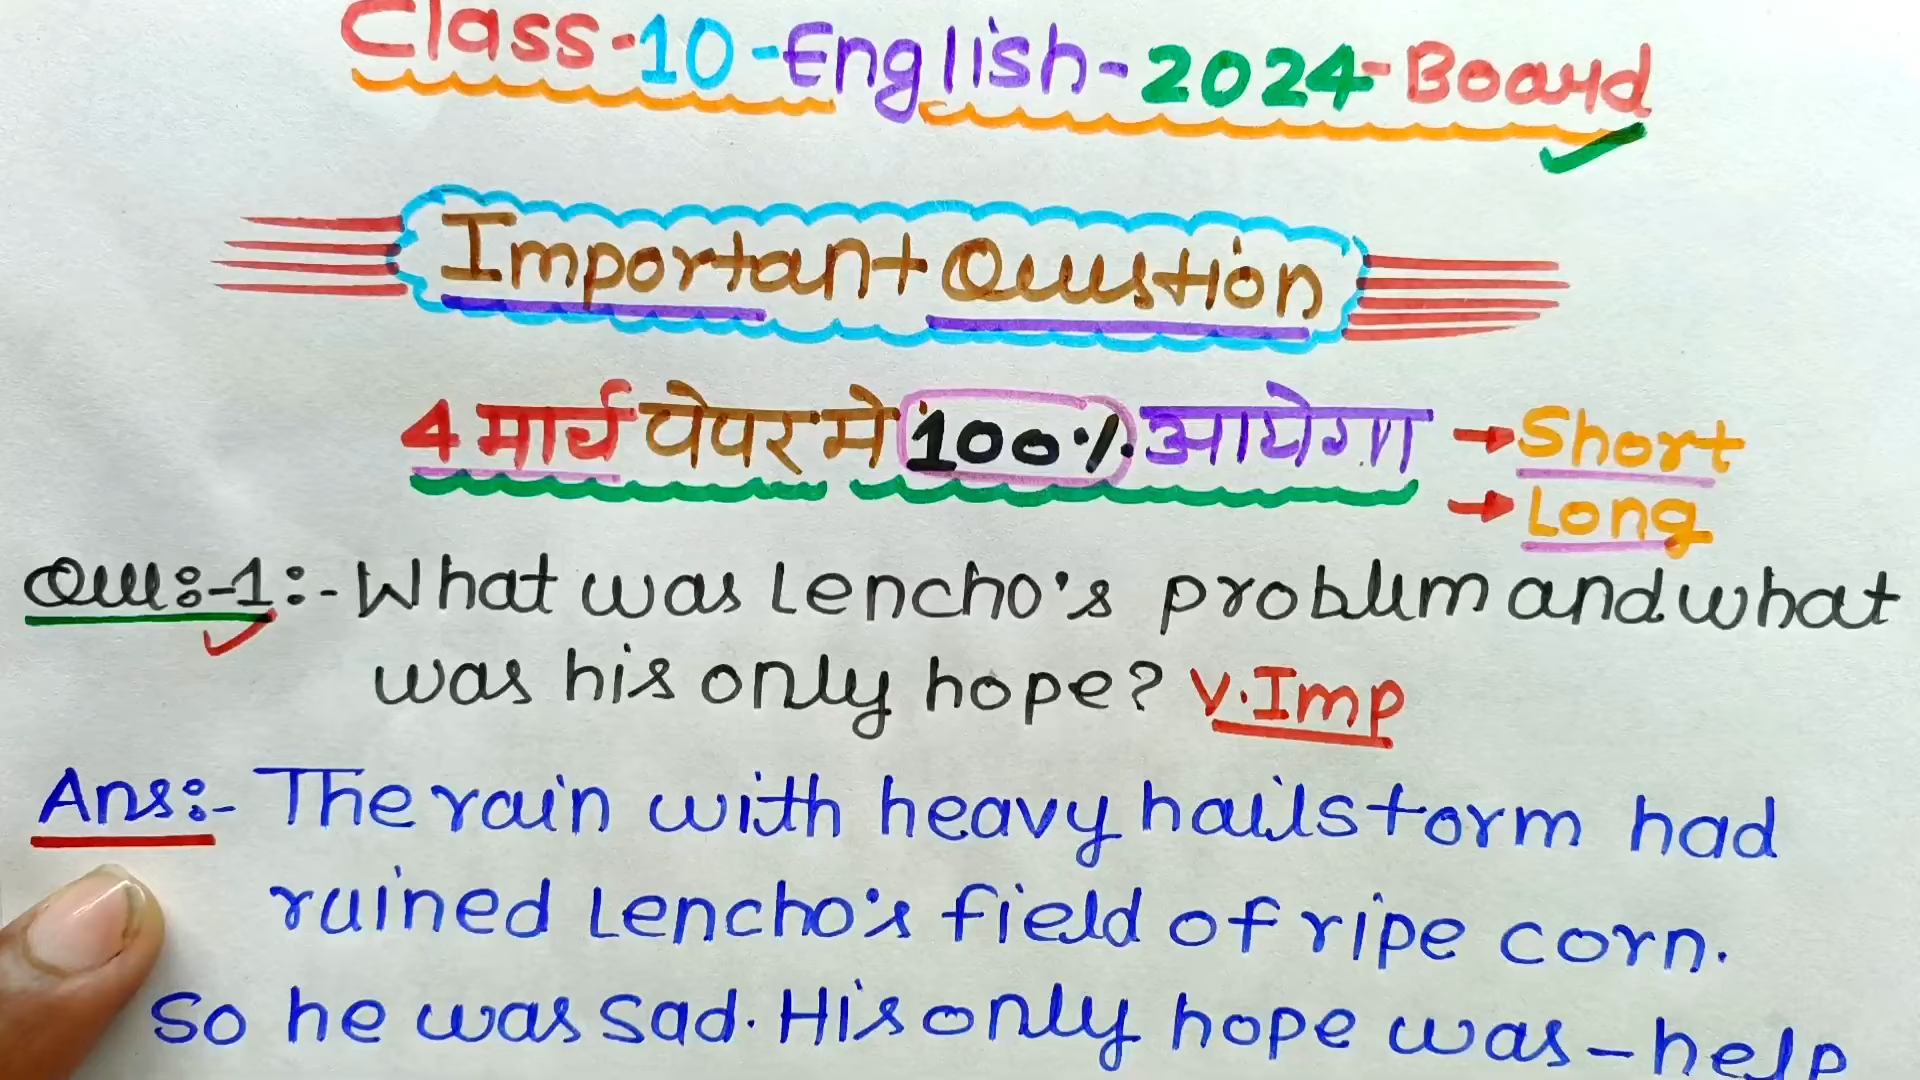 Class-10-English-2024-Board
Important Question
4 मार्च पेपर मे 100% आयेगा → Short
→ Long
Que:-1:- What was Lencho's problem and what
was his only hope? V.Imp
Ans:- The rain with heavy hailstorm had
ruined Lencho's field of ripe corn.
So he was sad. His only hope was - help